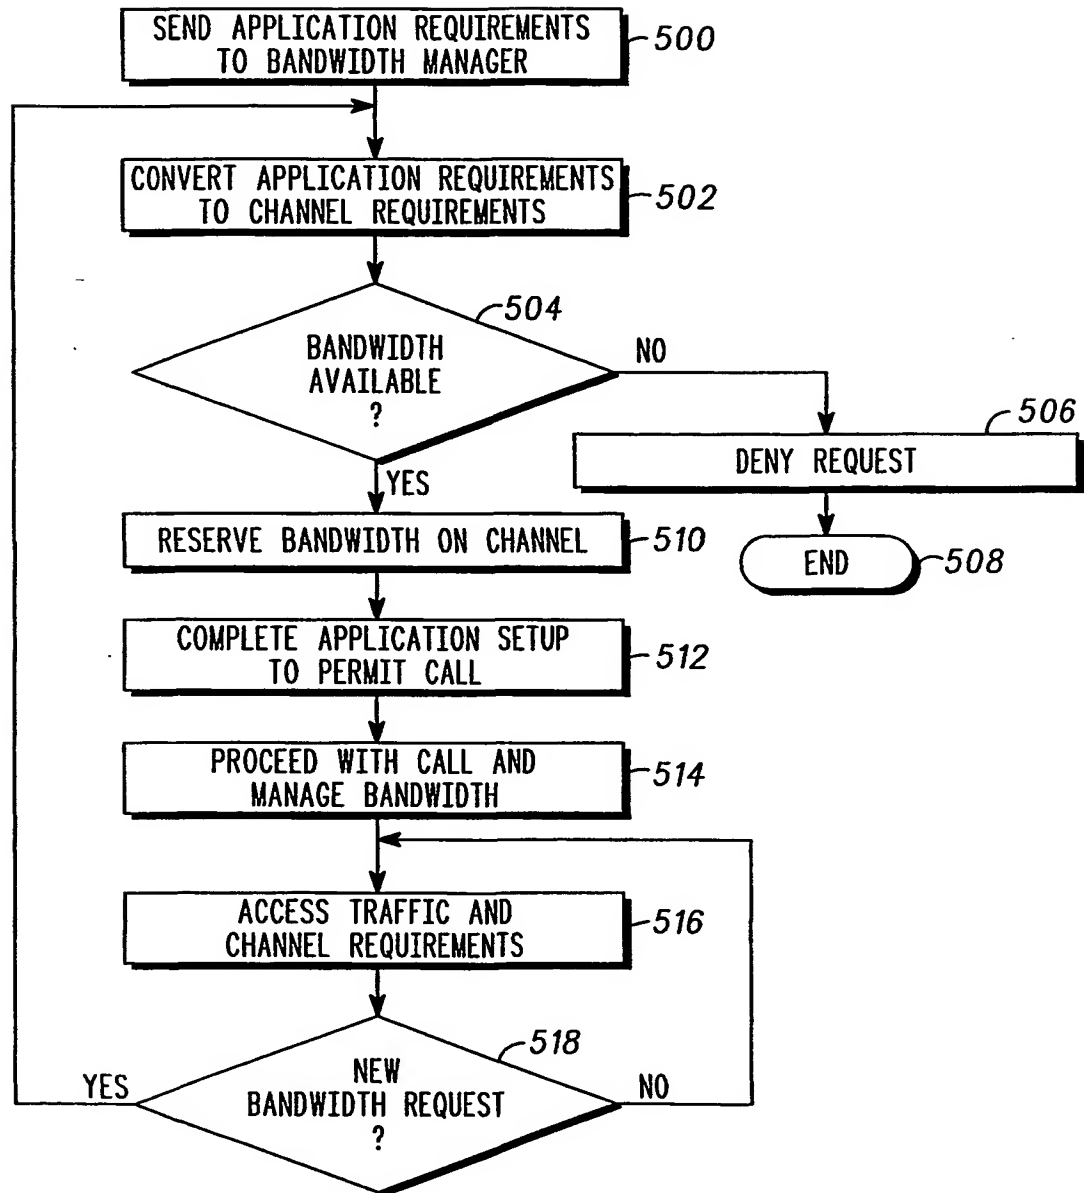 SEND APPLICATION REQUIREMENTS
TO BANDWIDTH MANAGER
500
CONVERT APPLICATION REQUIREMENTS
TO CHANNEL REQUIREMENTS
502
504
BANDWIDTH
AVAILABLE
?
NO
YES
506
DENY REQUEST
END
508
RESERVE BANDWIDTH ON CHANNEL
510
COMPLETE APPLICATION SETUP
TO PERMIT CALL
512
PROCEED WITH CALL AND
MANAGE BANDWIDTH
514
ACCESS TRAFFIC AND
CHANNEL REQUIREMENTS
516
518
NEW
BANDWIDTH REQUEST
?
YES
NO